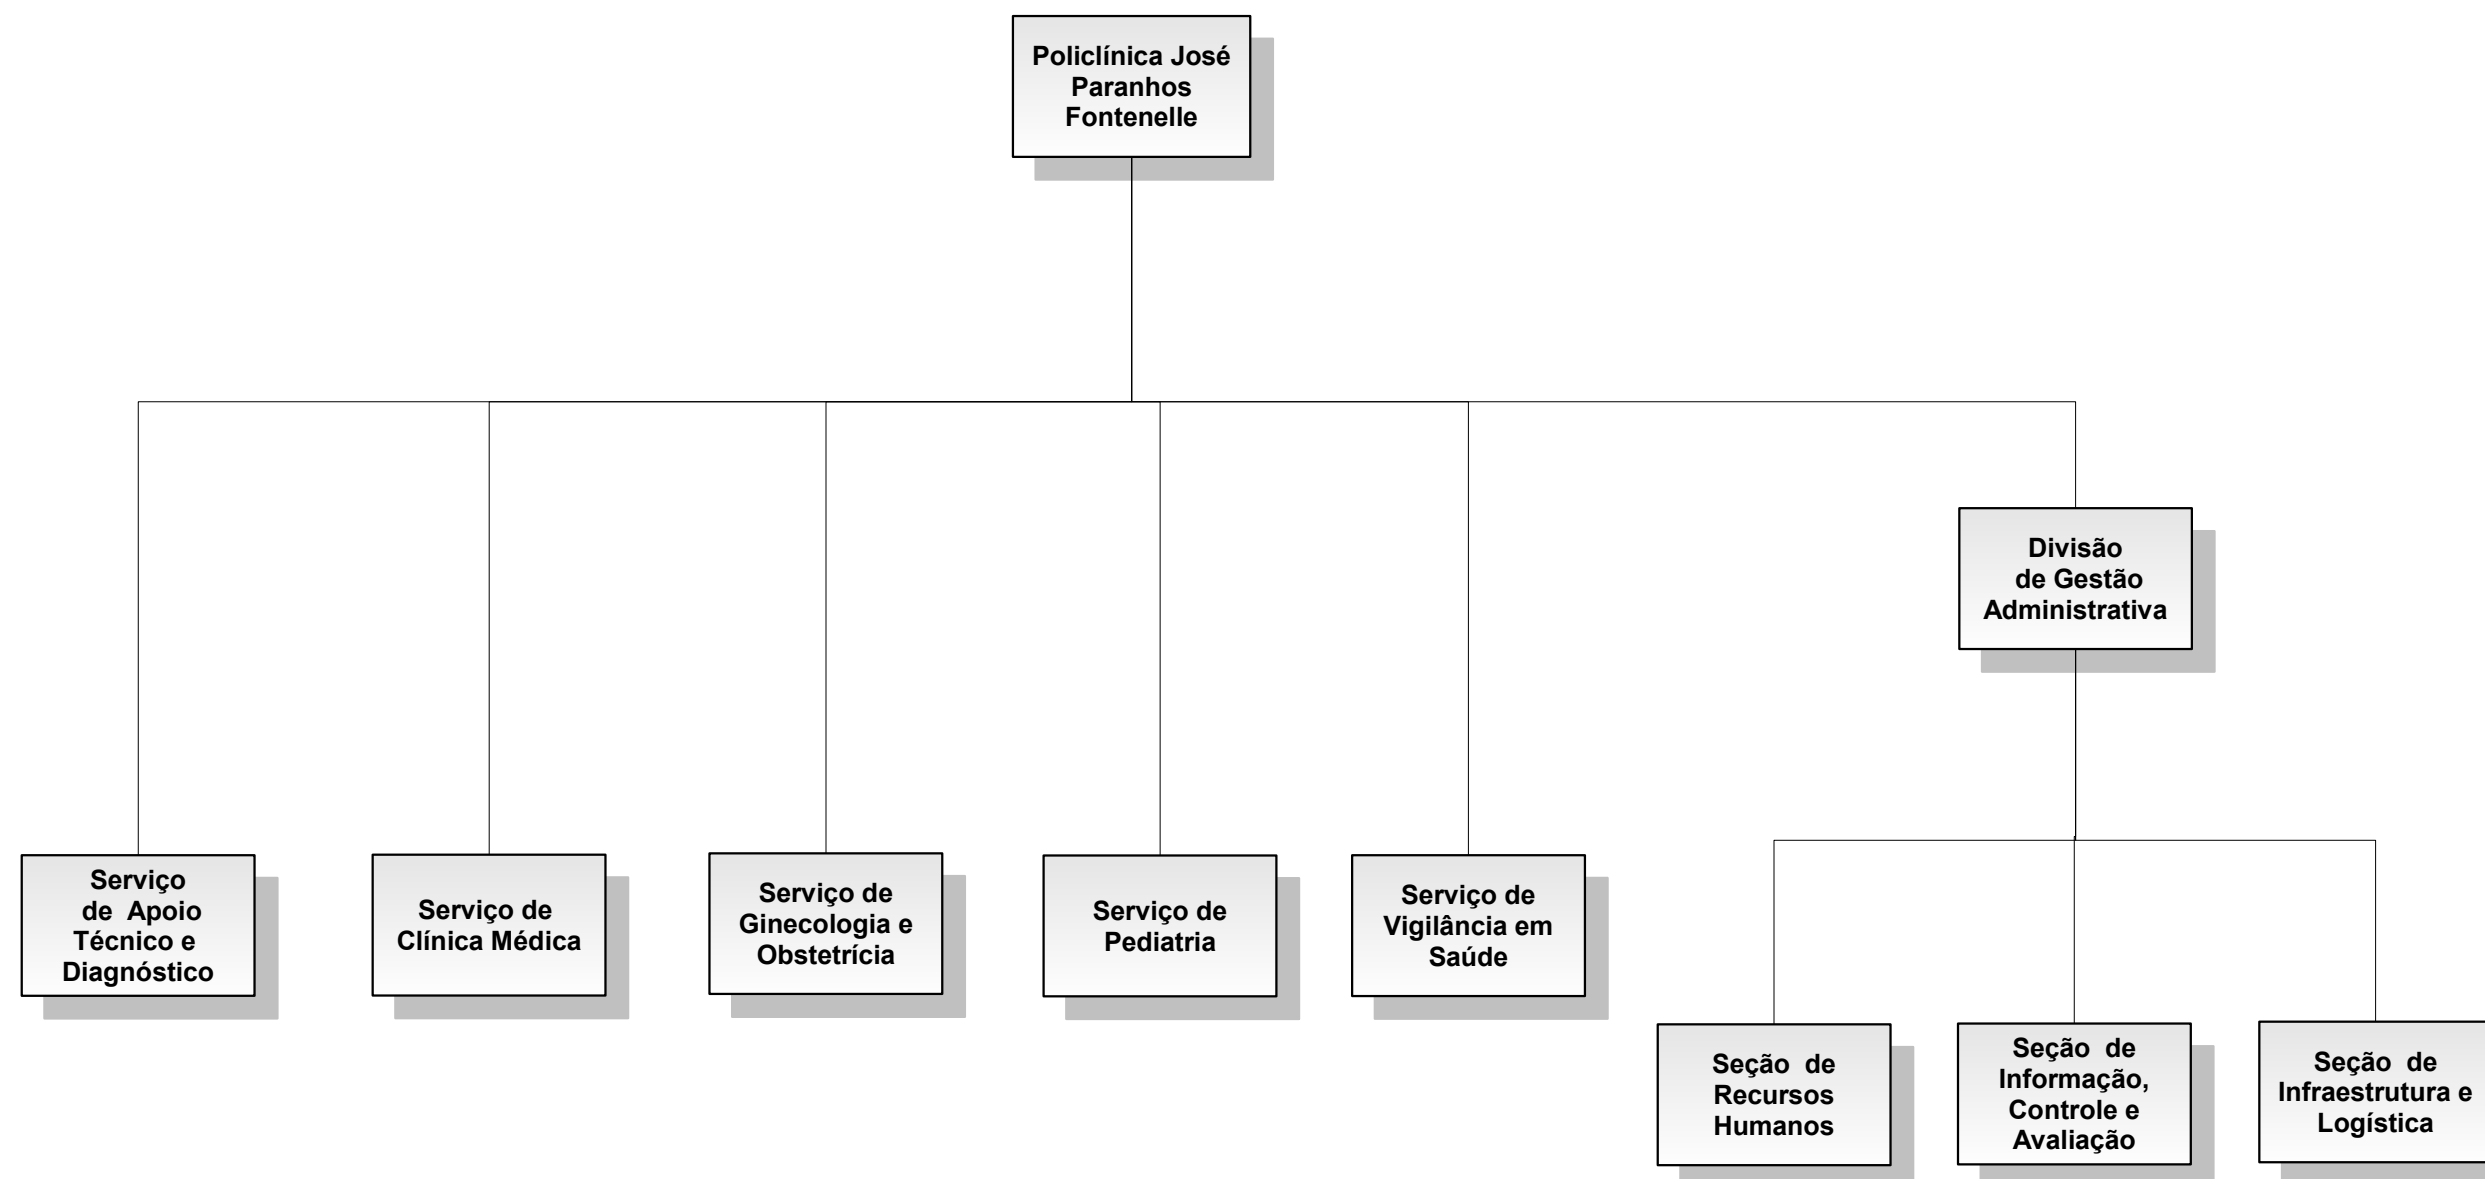 Policlínica José
Paranhos
Fontenelle
Divisão
de Gestão
Administrativa
Serviço
de Apoio
Técnico e
Diagnóstico
Serviço de
Clínica Médica
Serviço de
Ginecologia e
Obstetrícia
Serviço de
Pediatria
Serviço de
Vigilância em
Saúde
Seção de
Recursos
Humanos
Seção de
Informação,
Controle e
Avaliação
Seção de
Infraestrutura e
Logística